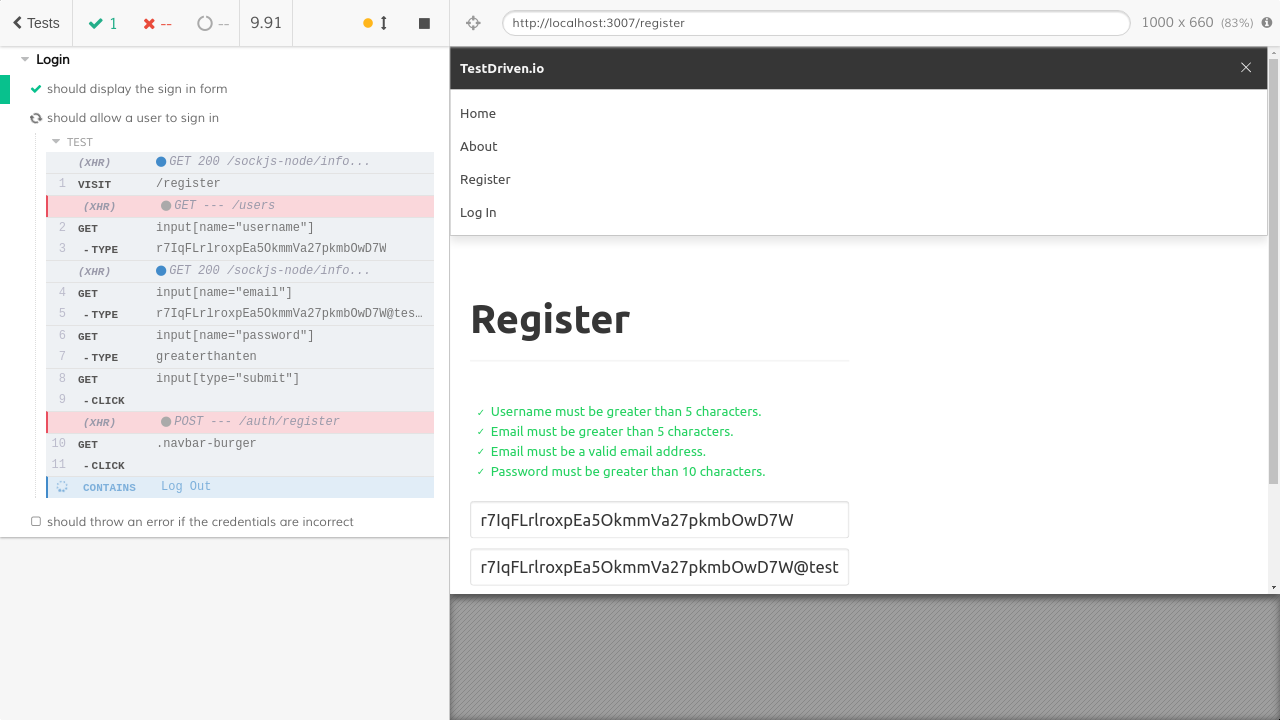 Tests
1
--
--
9.91
http://localhost:3007/register
1000 x 660 (83%)
Login
should display the sign in form
should allow a user to sign in
TEST
(XHR) GET 200 /sockjs-node/info...
1 VISIT /register
(XHR) GET --- /users
2 GET input[name="username"]
3 - TYPE r7IqFLrlroxpEa5OkmmVa27pkmbOwD7W
(XHR) GET 200 /sockjs-node/info...
4 GET input[name="email"]
5 - TYPE r7IqFLrlroxpEa5OkmmVa27pkmbOwD7W@tes…
6 GET input[name="password"]
7 - TYPE greaterthanten
8 GET input[type="submit"]
9 - CLICK
(XHR) POST --- /auth/register
10 GET .navbar-burger
11 - CLICK
CONTAINS Log Out
should throw an error if the credentials are incorrect
TestDriven.io
Home
About
Register
Log In
Register
✓ Username must be greater than 5 characters.
✓ Email must be greater than 5 characters.
✓ Email must be a valid email address.
✓ Password must be greater than 10 characters.
r7IqFLrlroxpEa5OkmmVa27pkmbOwD7W
r7IqFLrlroxpEa5OkmmVa27pkmbOwD7W@test